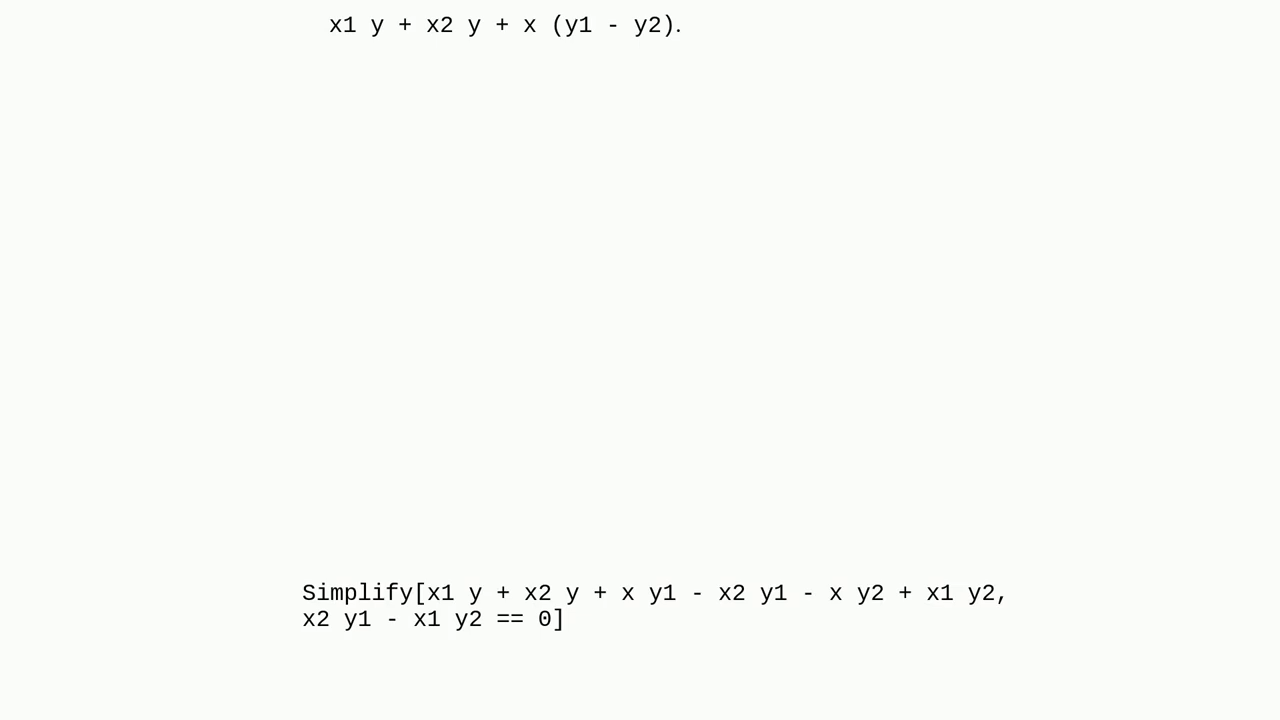 x1 y + x2 y + x (y1 - y2).
Simplify[x1 y + x2 y + x y1 - x2 y1 - x y2 + x1 y2,
x2 y1 - x1 y2 == 0]